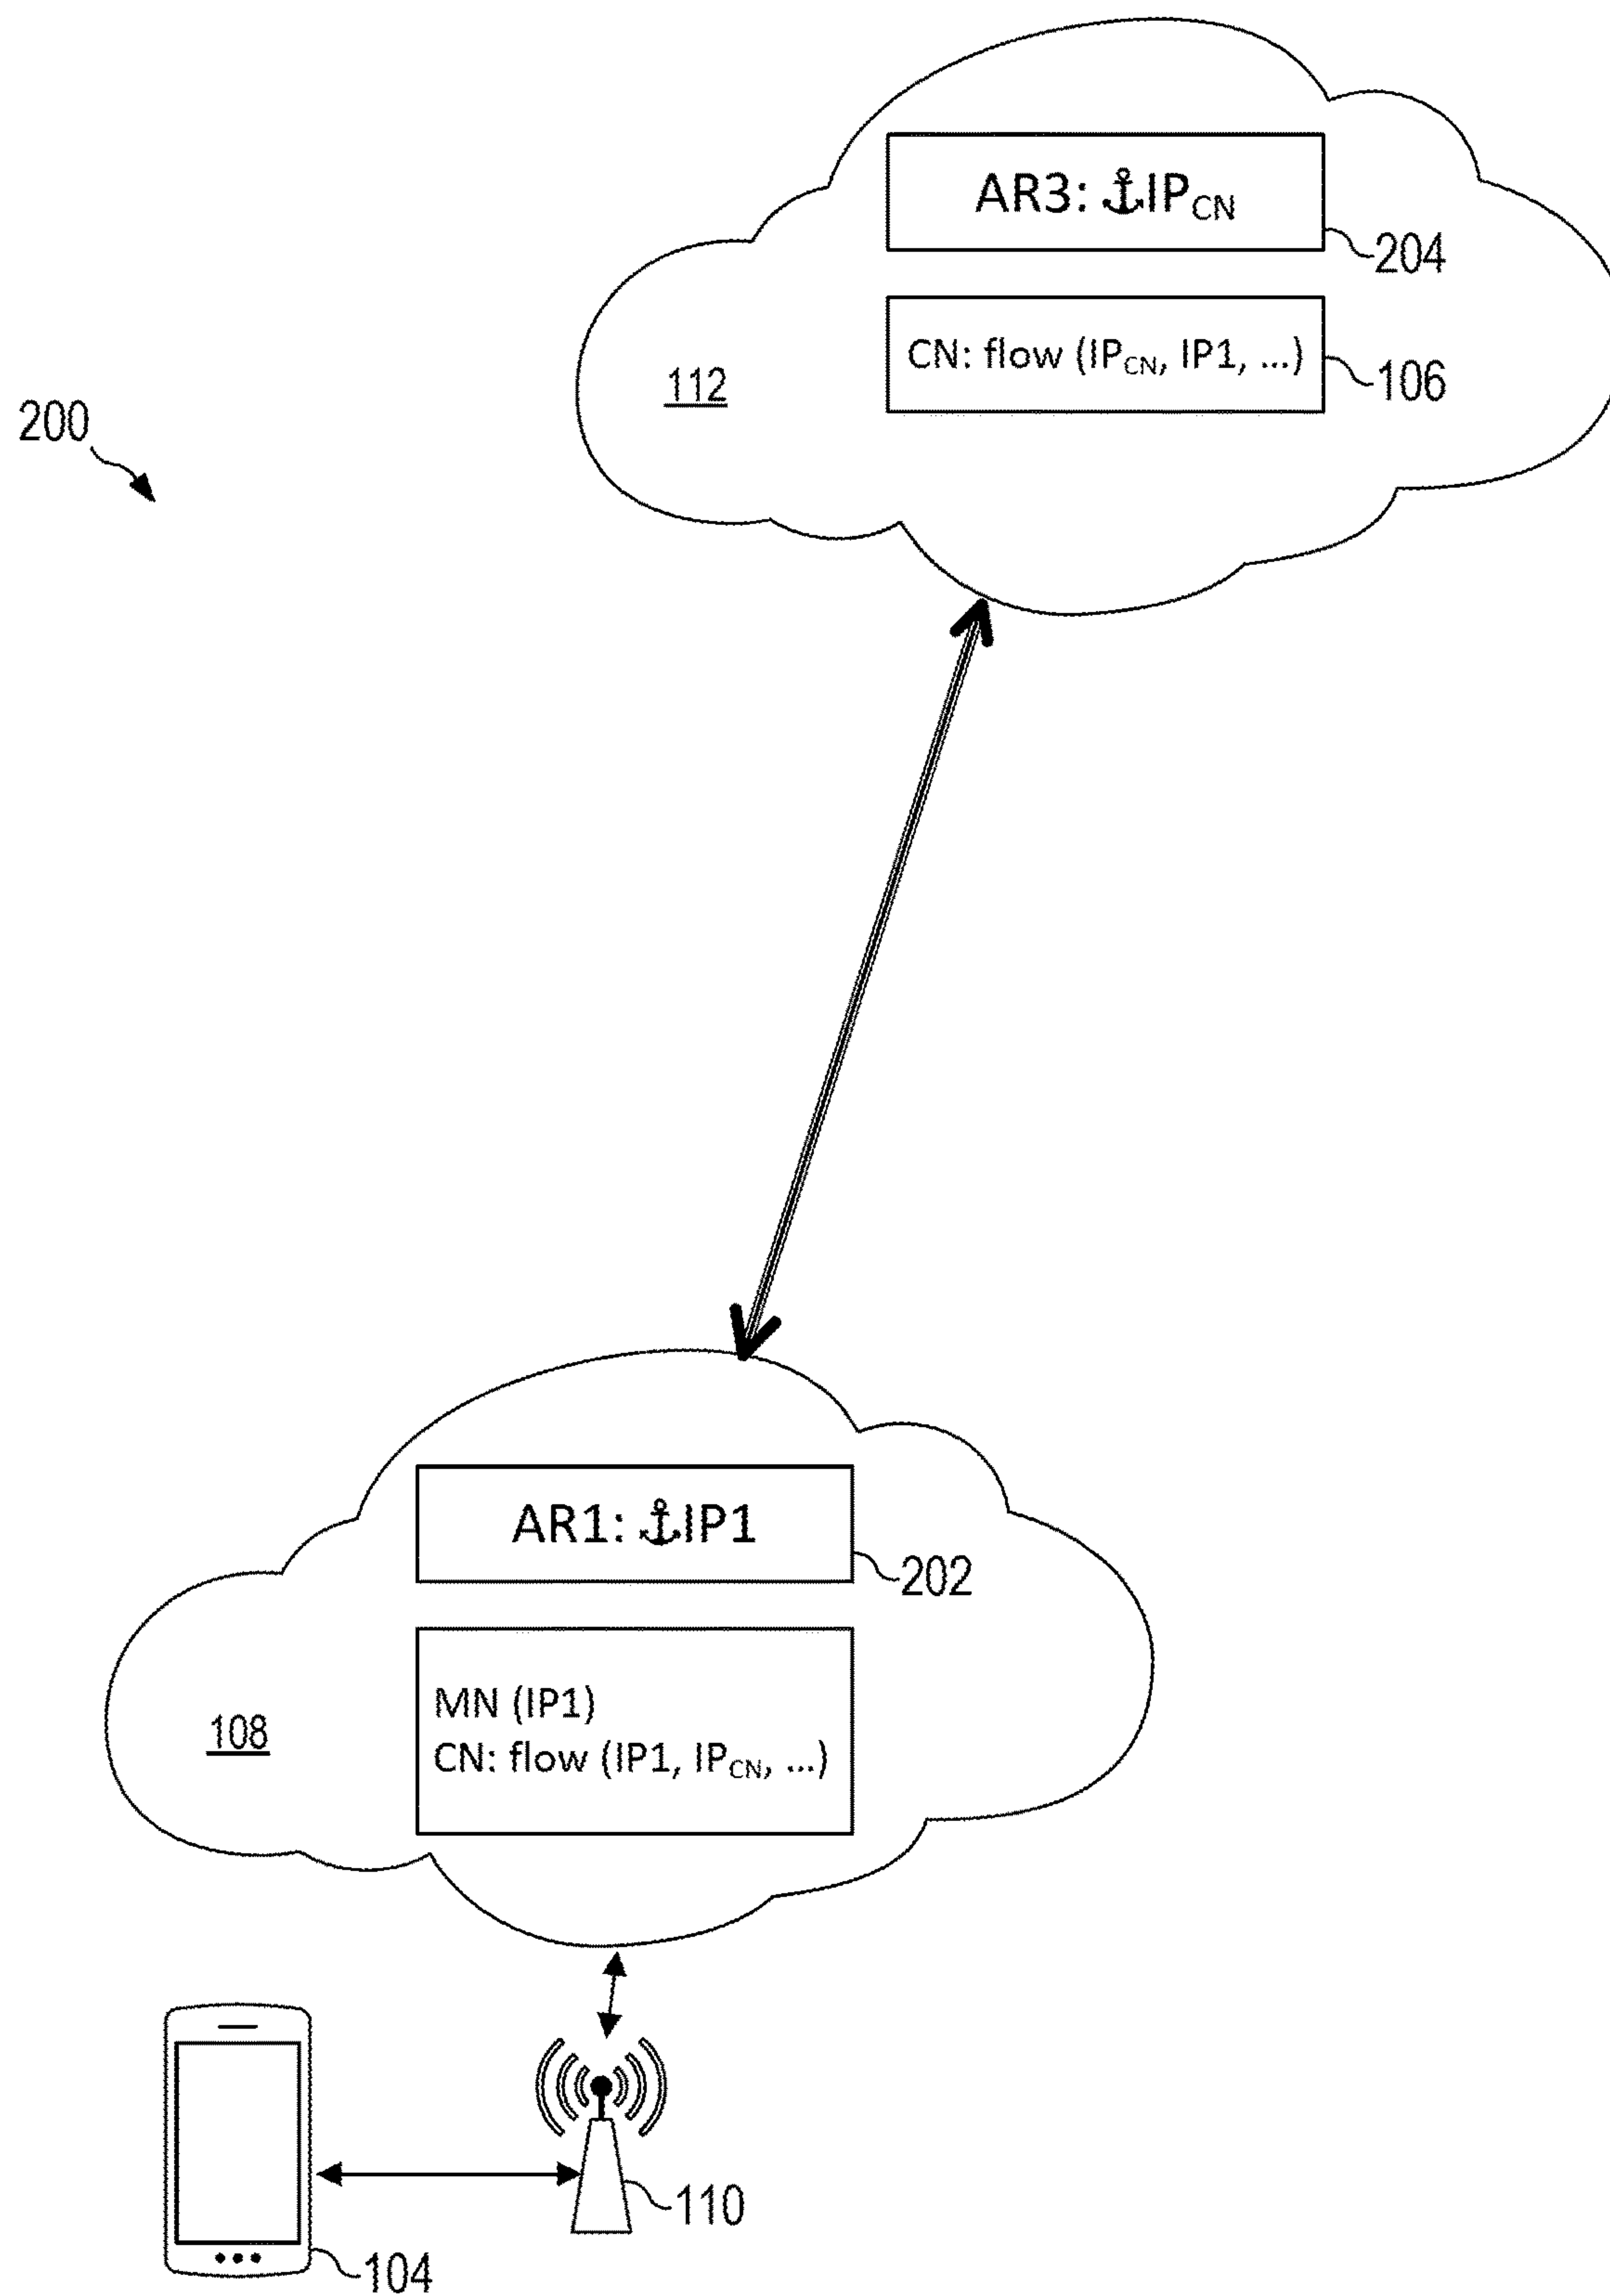 AR3: ⚓IPCN
204
CN: flow (IPCN, IP1, ...)
112
106
200
AR1: ⚓IP1
202
MN (IP1)
108
CN: flow (IP1, IPCN, ...)
110
104